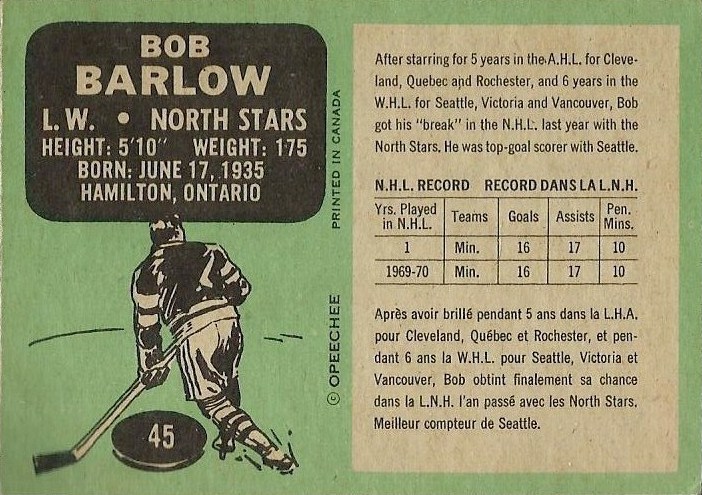 BOB
BARLOW
L.W. • NORTH STARS
HEIGHT: 5'10" WEIGHT: 175
BORN: JUNE 17, 1935
HAMILTON, ONTARIO
45
© OPEECHEE PRINTED IN CANADA
After starring for 5 years in the A.H.L. for Cleve-
land, Quebec and Rochester, and 6 years in the
W.H.L. for Seattle, Victoria and Vancouver, Bob
got his "break" in the N.H.L. last year with the
North Stars. He was top-goal scorer with Seattle.
N.H.L. RECORD RECORD DANS LA L.N.H.
Yrs. Played in N.H.L. Teams Goals Assists Pen. Mins.
1 Min. 16 17 10
1969-70 Min. 16 17 10
Après avoir brillé pendant 5 ans dans la L.H.A.
pour Cleveland, Québec et Rochester, et pen-
dant 6 ans la W.H.L. pour Seattle, Victoria et
Vancouver, Bob obtint finalement sa chance
dans la L.N.H. l'an passé avec les North Stars.
Meilleur compteur de Seattle.